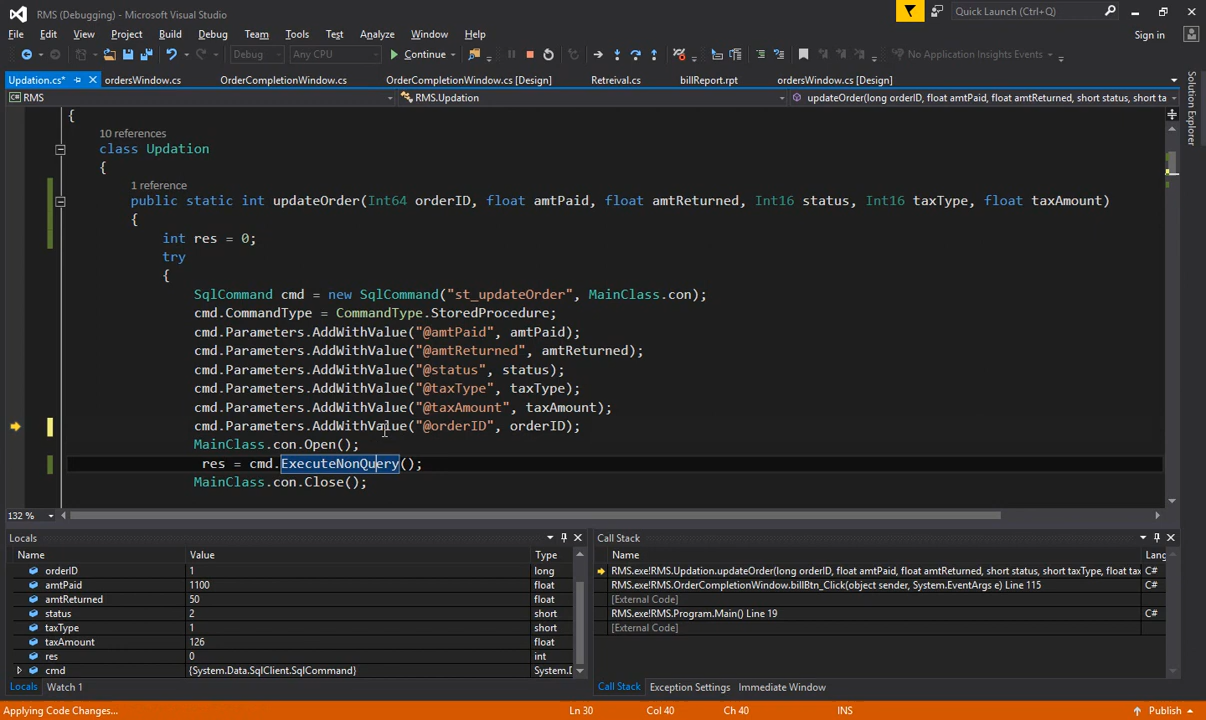 RMS (Debugging) - Microsoft Visual Studio
Quick Launch (Ctrl+Q)
File Edit View Project Build Debug Team Tools Test Analyze Window Help
Sign in
Debug Any CPU Continue No Application Insights Events
Updation.cs* ordersWindow.cs OrderCompletionWindow.cs OrderCompletionWindow.cs [Design] Retreival.cs billReport.rpt ordersWindow.cs [Design]
Solution Explorer
RMS RMS.Updation updateOrder(long orderID, float amtPaid, float amtReturned, short status, short ta
{
10 references
class Updation
{
1 reference
public static int updateOrder(Int64 orderID, float amtPaid, float amtReturned, Int16 status, Int16 taxType, float taxAmount)
{
int res = 0;
try
{
SqlCommand cmd = new SqlCommand("st_updateOrder", MainClass.con);
cmd.CommandType = CommandType.StoredProcedure;
cmd.Parameters.AddWithValue("@amtPaid", amtPaid);
cmd.Parameters.AddWithValue("@amtReturned", amtReturned);
cmd.Parameters.AddWithValue("@status", status);
cmd.Parameters.AddWithValue("@taxType", taxType);
cmd.Parameters.AddWithValue("@taxAmount", taxAmount);
cmd.Parameters.AddWithValue("@orderID", orderID);
MainClass.con.Open();
res = cmd.ExecuteNonQuery();
MainClass.con.Close();
132 %
Locals
Name Value Type
orderID 1 long
amtPaid 1100 float
amtReturned 50 float
status 2 short
taxType 1 short
taxAmount 126 float
res 0 int
cmd {System.Data.SqlClient.SqlCommand} System.D
Locals Watch 1
Call Stack
Name Lang
RMS.exe!RMS.Updation.updateOrder(long orderID, float amtPaid, float amtReturned, short status, short taxType, float tax C#
RMS.exe!RMS.OrderCompletionWindow.billBtn_Click(object sender, System.EventArgs e) Line 115 C#
[External Code]
RMS.exe!RMS.Program.Main() Line 19 C#
[External Code]
Call Stack Exception Settings Immediate Window
Applying Code Changes... Ln 30 Col 40 Ch 40 INS Publish